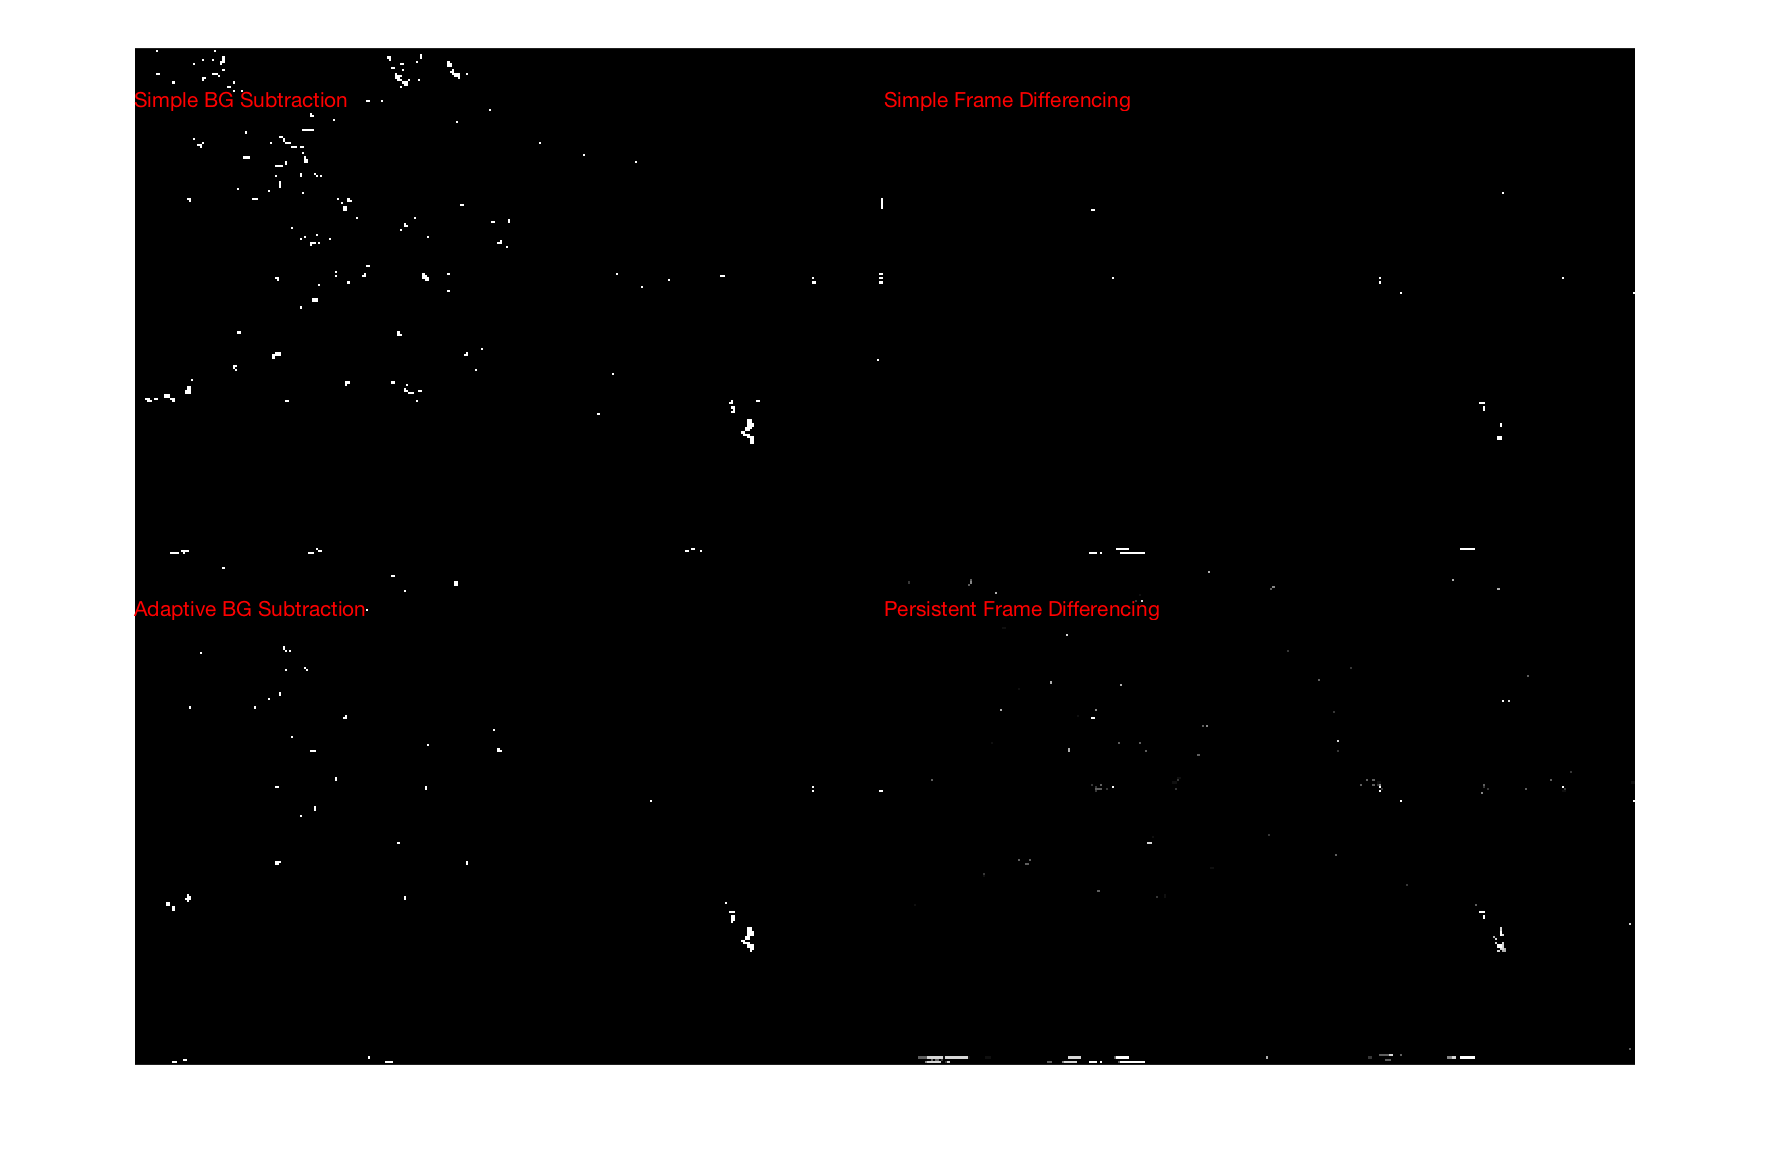 Simple BG Subtraction
Simple Frame Differencing
Adaptive BG Subtraction
Persistent Frame Differencing